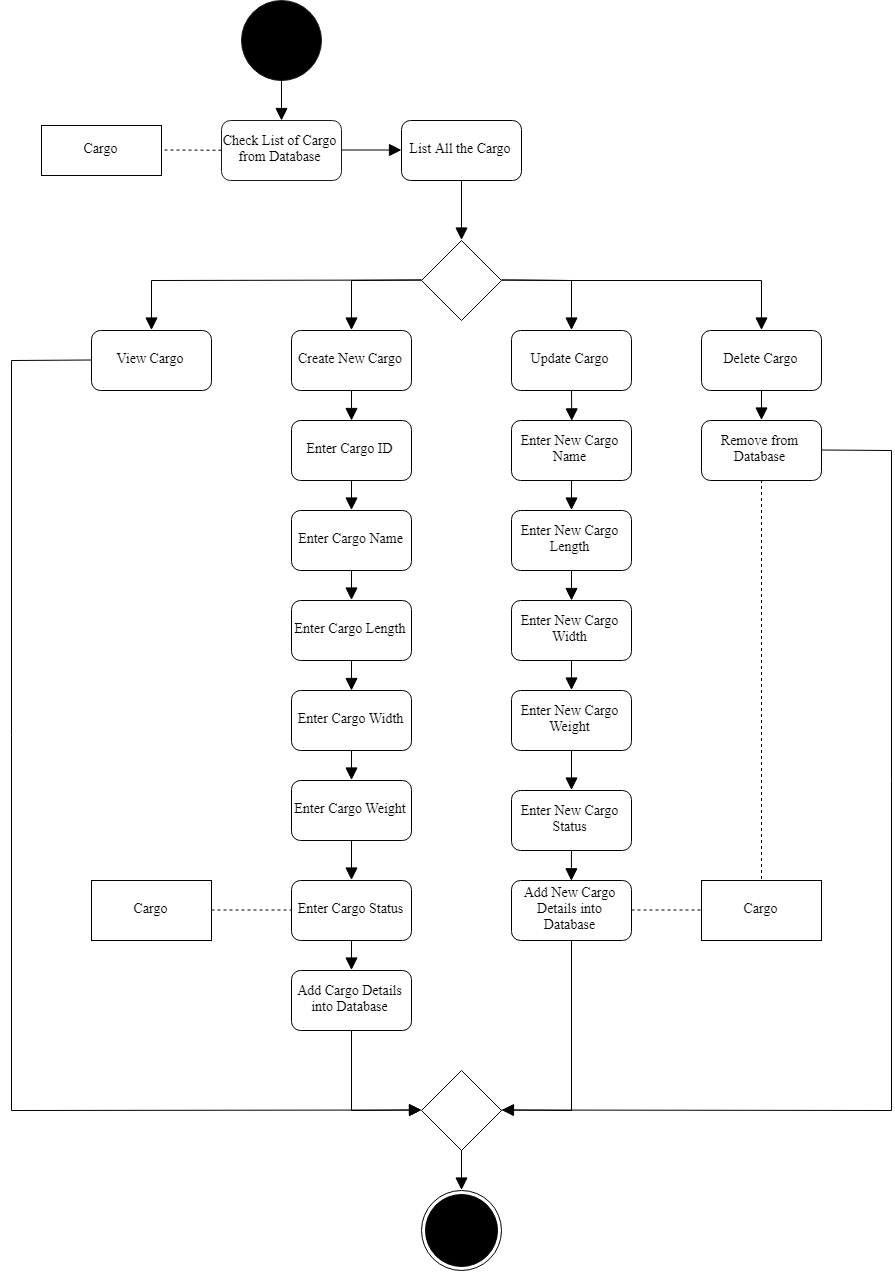 Cargo
Check List of Cargo
from Database
List All the Cargo
View Cargo
Create New Cargo
Update Cargo
Delete Cargo
Enter Cargo ID
Enter New Cargo
Name
Remove from
Database
Enter Cargo Name
Enter New Cargo
Length
Enter Cargo Length
Enter New Cargo
Width
Enter Cargo Width
Enter New Cargo
Weight
Enter Cargo Weight
Enter New Cargo
Status
Cargo
Enter Cargo Status
Add New Cargo
Details into
Database
Cargo
Add Cargo Details
into Database